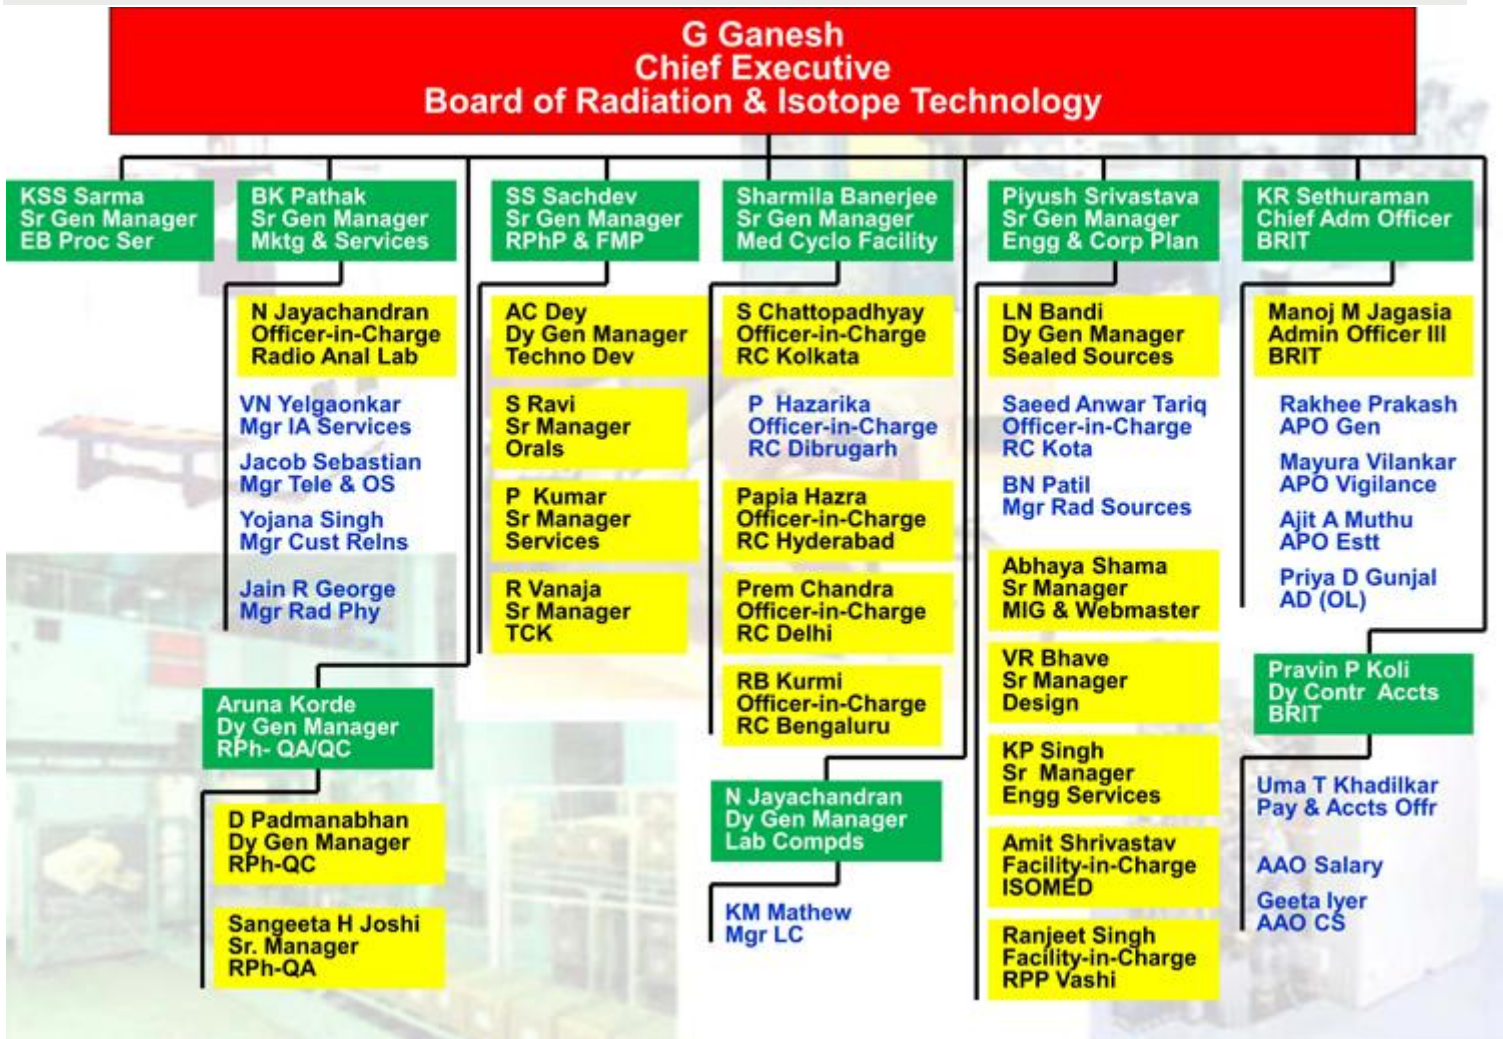 G Ganesh
Chief Executive
Board of Radiation & Isotope Technology
KSS Sarma
Sr Gen Manager
EB Proc Ser
BK Pathak
Sr Gen Manager
Mktg & Services
SS Sachdev
Sr Gen Manager
RPhP & FMP
Sharmila Banerjee
Sr Gen Manager
Med Cyclo Facility
Piyush Srivastava
Sr Gen Manager
Engg & Corp Plan
KR Sethuraman
Chief Adm Officer
BRIT
N Jayachandran
Officer-in-Charge
Radio Anal Lab
VN Yelgaonkar
Mgr IA Services
Jacob Sebastian
Mgr Tele & OS
Yojana Singh
Mgr Cust Relns
Jain R George
Mgr Rad Phy
Aruna Korde
Dy Gen Manager
RPh- QA/QC
D Padmanabhan
Dy Gen Manager
RPh-QC
Sangeeta H Joshi
Sr. Manager
RPh-QA
AC Dey
Dy Gen Manager
Techno Dev
S Ravi
Sr Manager
Orals
P Kumar
Sr Manager
Services
R Vanaja
Sr Manager
TCK
S Chattopadhyay
Officer-in-Charge
RC Kolkata
P Hazarika
Officer-in-Charge
RC Dibrugarh
Papia Hazra
Officer-in-Charge
RC Hyderabad
Prem Chandra
Officer-in-Charge
RC Delhi
RB Kurmi
Officer-in-Charge
RC Bengaluru
N Jayachandran
Dy Gen Manager
Lab Compds
KM Mathew
Mgr LC
LN Bandi
Dy Gen Manager
Sealed Sources
Saeed Anwar Tariq
Officer-in-Charge
RC Kota
BN Patil
Mgr Rad Sources
Abhaya Shama
Sr Manager
MIG & Webmaster
VR Bhave
Sr Manager
Design
KP Singh
Sr Manager
Engg Services
Amit Shrivastav
Facility-in-Charge
ISOMED
Ranjeet Singh
Facility-in-Charge
RPP Vashi
Manoj M Jagasia
Admin Officer III
BRIT
Rakhee Prakash
APO Gen
Mayura Vilankar
APO Vigilance
Ajit A Muthu
APO Estt
Priya D Gunjal
AD (OL)
Pravin P Koli
Dy Contr Accts
BRIT
Uma T Khadilkar
Pay & Accts Offr
AAO Salary
Geeta Iyer
AAO CS